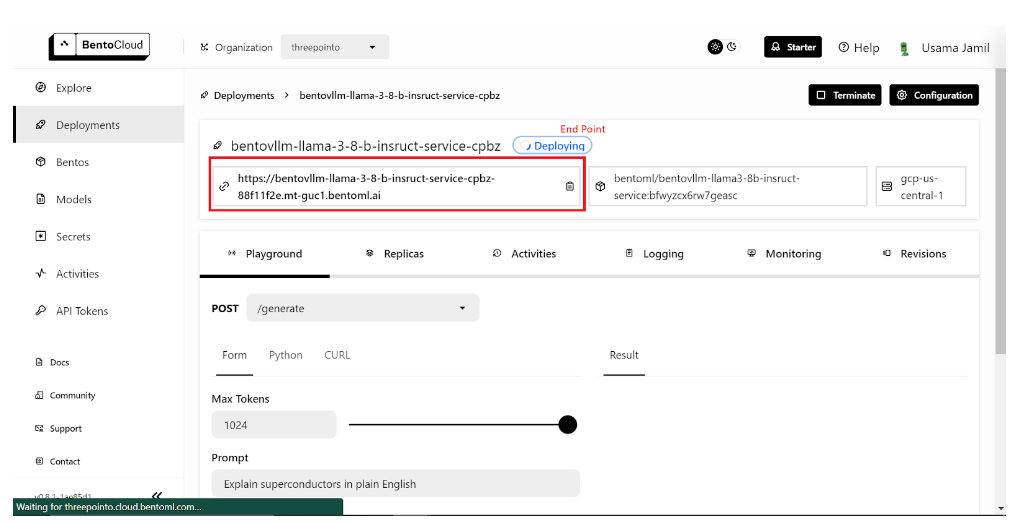 BentoCloud
Organization threepointo
Starter
Help
Usama Jamil
Explore
Deployments
Bentos
Models
Secrets
Activities
API Tokens
Docs
Community
Support
Contact
v0.8.1-1ae85d1
Waiting for threepointo.cloud.bentoml.com...
Deployments > bentovllm-llama-3-8-b-insruct-service-cpbz
Terminate
Configuration
End Point
bentovllm-llama-3-8-b-insruct-service-cpbz
Deploying
https://bentovllm-llama-3-8-b-insruct-service-cpbz-
88f11f2e.mt-guc1.bentoml.ai
bentoml/bentovllm-llama3-8b-insruct-
service:bfwyzcx6rw7geasc
gcp-us-
central-1
Playground
Replicas
Activities
Logging
Monitoring
Revisions
POST /generate
Form Python CURL
Result
Max Tokens
1024
Prompt
Explain superconductors in plain English